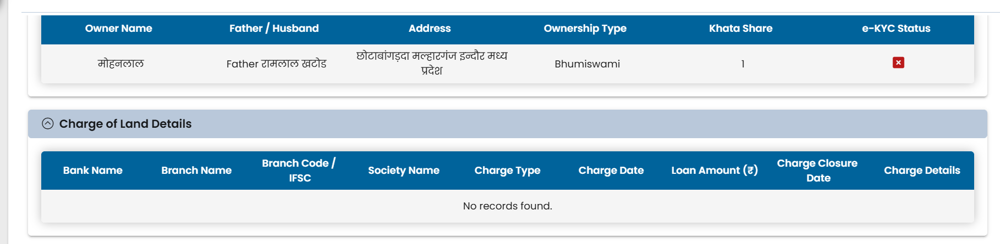 Owner Name Father / Husband Address Ownership Type Khata Share e-KYC Status
मोहनलाल Father रामलाल खटोड छोटाबांगड़दा मल्हारगंज इन्दौर मध्य प्रदेश Bhumiswami 1
Charge of Land Details
Bank Name Branch Name Branch Code / IFSC Society Name Charge Type Charge Date Loan Amount (₹) Charge Closure Date Charge Details
No records found.